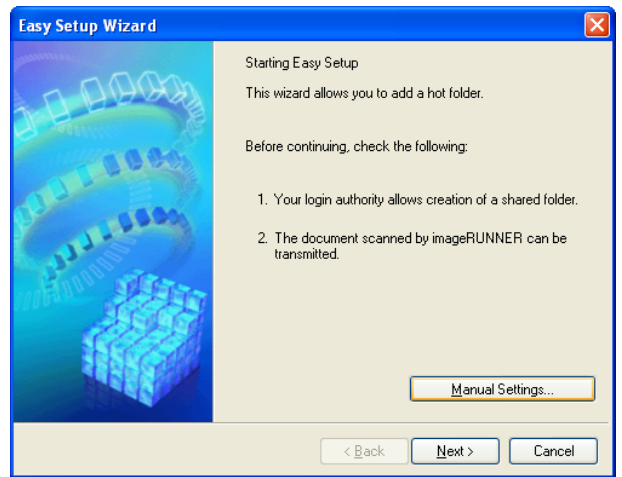 Easy Setup Wizard
Starting Easy Setup
This wizard allows you to add a hot folder.
Before continuing, check the following:
1. Your login authority allows creation of a shared folder.
2. The document scanned by imageRUNNER can be
transmitted.
Manual Settings...
< Back
Next >
Cancel